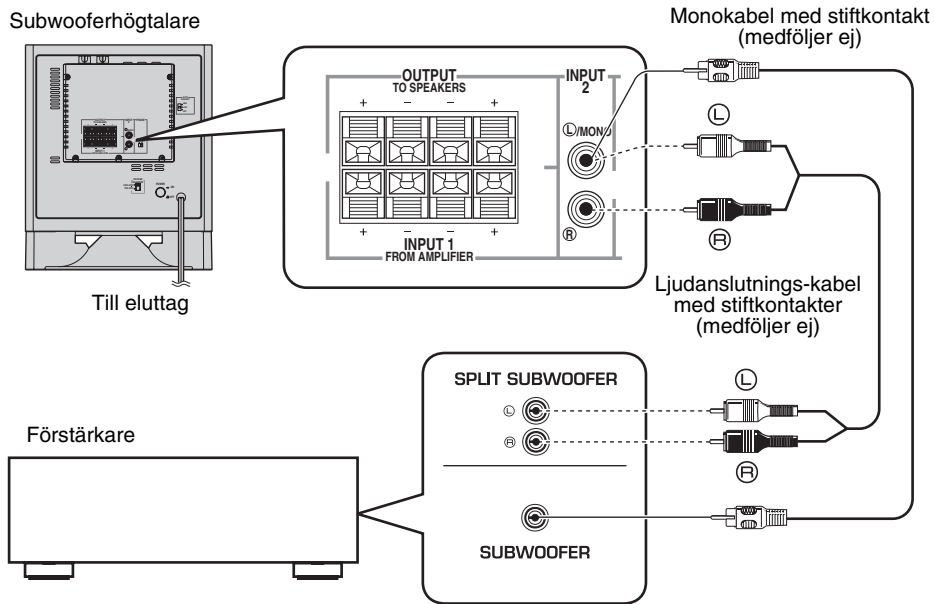 Subwooferhögtalare
Monokabel med stiftkontakt
(medföljer ej)
OUTPUT
TO SPEAKERS
INPUT
2
+ − − +
Ⓛ/MONO
Ⓛ
Ⓡ
Ⓡ
+ − − +
INPUT 1
FROM AMPLIFIER
Till eluttag
Ljudanslutnings-kabel
med stiftkontakter
(medföljer ej)
SPLIT SUBWOOFER
Ⓛ
Ⓛ
Ⓡ
Ⓡ
Förstärkare
SUBWOOFER